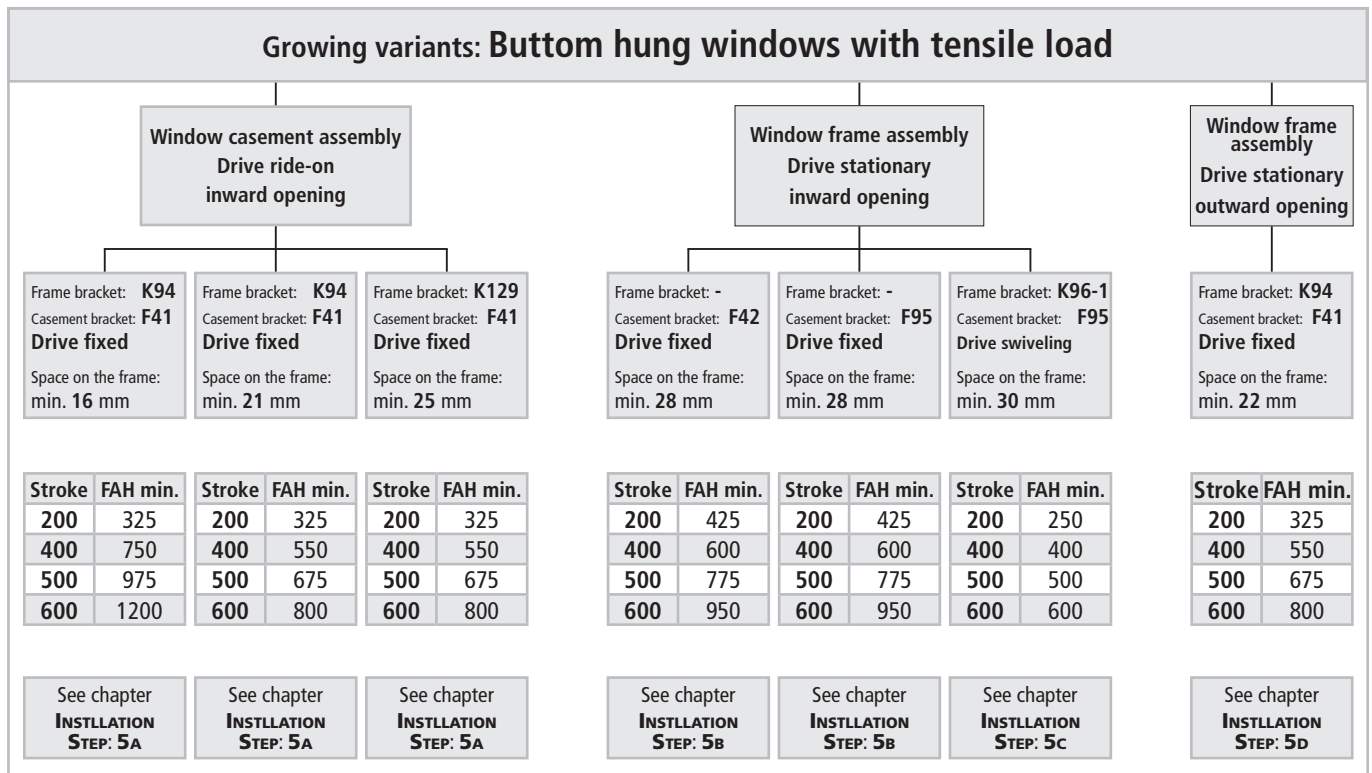 Growing variants: Buttom hung windows with tensile load
Window casement assembly
Drive ride-on
inward opening
Frame bracket: K94
Casement bracket: F41
Drive fixed
Space on the frame:
min. 16 mm
Frame bracket: K94
Casement bracket: F41
Drive fixed
Space on the frame:
min. 21 mm
Frame bracket: K129
Casement bracket: F41
Drive fixed
Space on the frame:
min. 25 mm
Window frame assembly
Drive stationary
inward opening
Frame bracket: -
Casement bracket: F42
Drive fixed
Space on the frame:
min. 28 mm
Frame bracket: -
Casement bracket: F95
Drive fixed
Space on the frame:
min. 28 mm
Frame bracket: K96-1
Casement bracket: F95
Drive swiveling
Space on the frame:
min. 30 mm
Window frame
assembly
Drive stationary
outward opening
Frame bracket: K94
Casement bracket: F41
Drive fixed
Space on the frame:
min. 22 mm
Stroke FAH min.
200 325
400 750
500 975
600 1200
Stroke FAH min.
200 325
400 550
500 675
600 800
Stroke FAH min.
200 325
400 550
500 675
600 800
Stroke FAH min.
200 425
400 600
500 775
600 950
Stroke FAH min.
200 425
400 600
500 775
600 950
Stroke FAH min.
200 250
400 400
500 500
600 600
Stroke FAH min.
200 325
400 550
500 675
600 800
See chapter
INSTLLATION
STEP: 5A
See chapter
INSTLLATION
STEP: 5A
See chapter
INSTLLATION
STEP: 5A
See chapter
INSTLLATION
STEP: 5B
See chapter
INSTLLATION
STEP: 5B
See chapter
INSTLLATION
STEP: 5C
See chapter
INSTLLATION
STEP: 5D